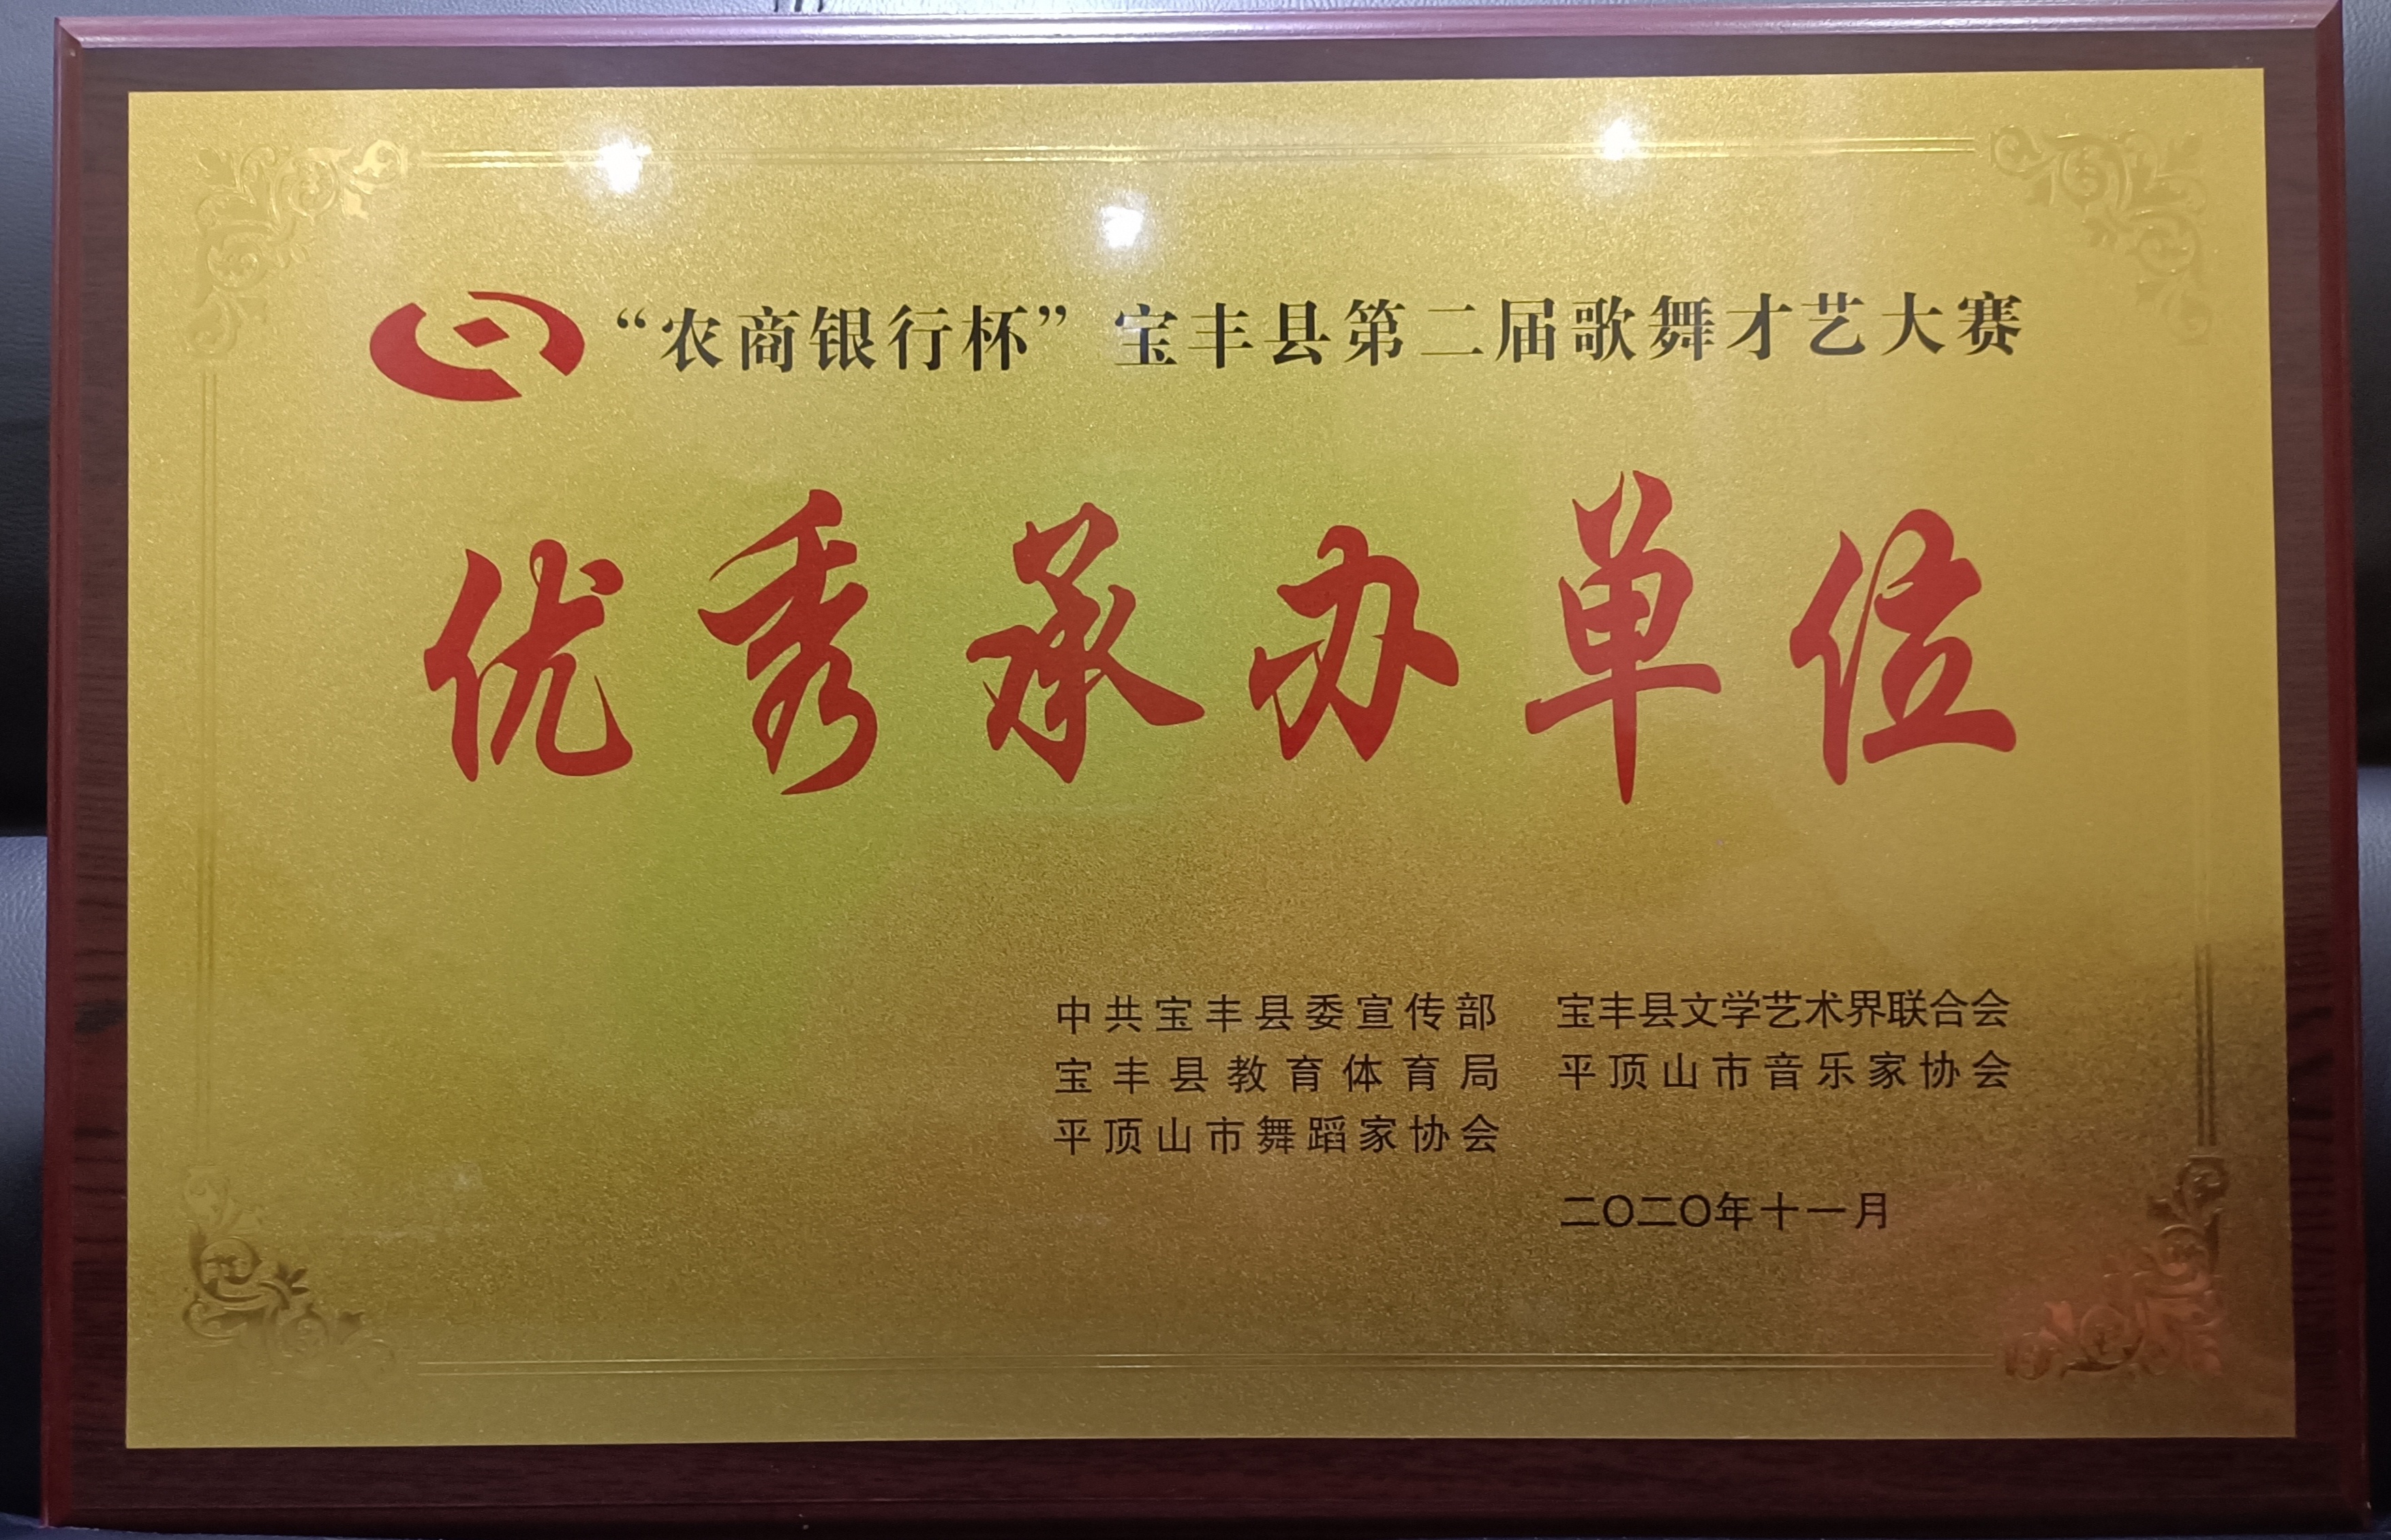 “农商银行杯”宝丰县第二届歌舞才艺大赛
优秀承办单位
中共宝丰县委宣传部 宝丰县文学艺术界联合会
宝丰县教育体育局 平顶山市音乐家协会
平顶山市舞蹈家协会
二〇二〇年十一月